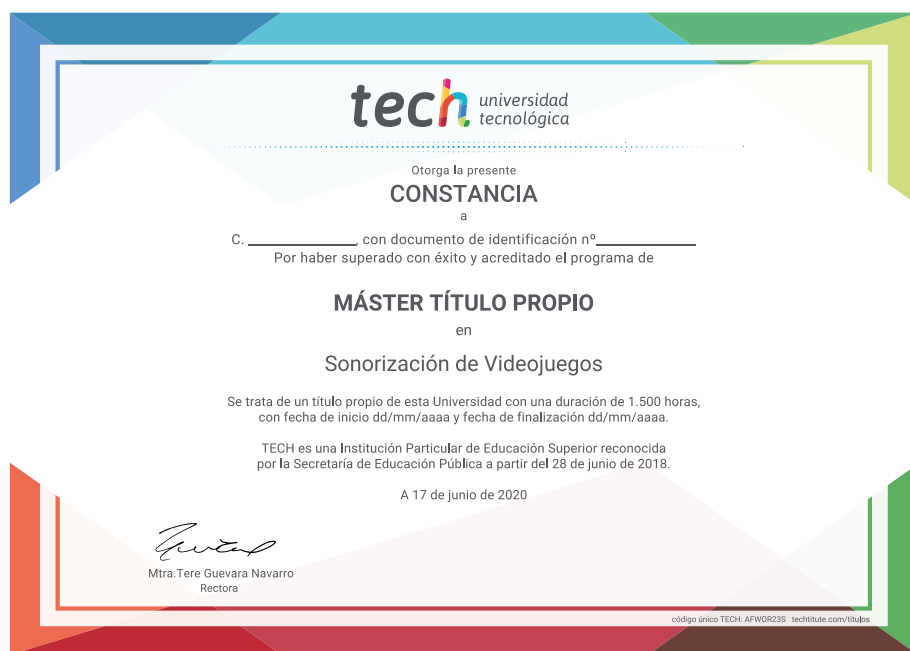 tech universidad
tecnológica
Otorga la presente
CONSTANCIA
a
C. ______________, con documento de identificación nº_____________
Por haber superado con éxito y acreditado el programa de
MÁSTER TÍTULO PROPIO
en
Sonorización de Videojuegos
Se trata de un título propio de esta Universidad con una duración de 1.500 horas,
con fecha de inicio dd/mm/aaaa y fecha de finalización dd/mm/aaaa.
TECH es una Institución Particular de Educación Superior reconocida
por la Secretaría de Educación Pública a partir del 28 de junio de 2018.
A 17 de junio de 2020
Mtra.Tere Guevara Navarro
Rectora
código único TECH: AFWOR23S techtitute.com/titulos